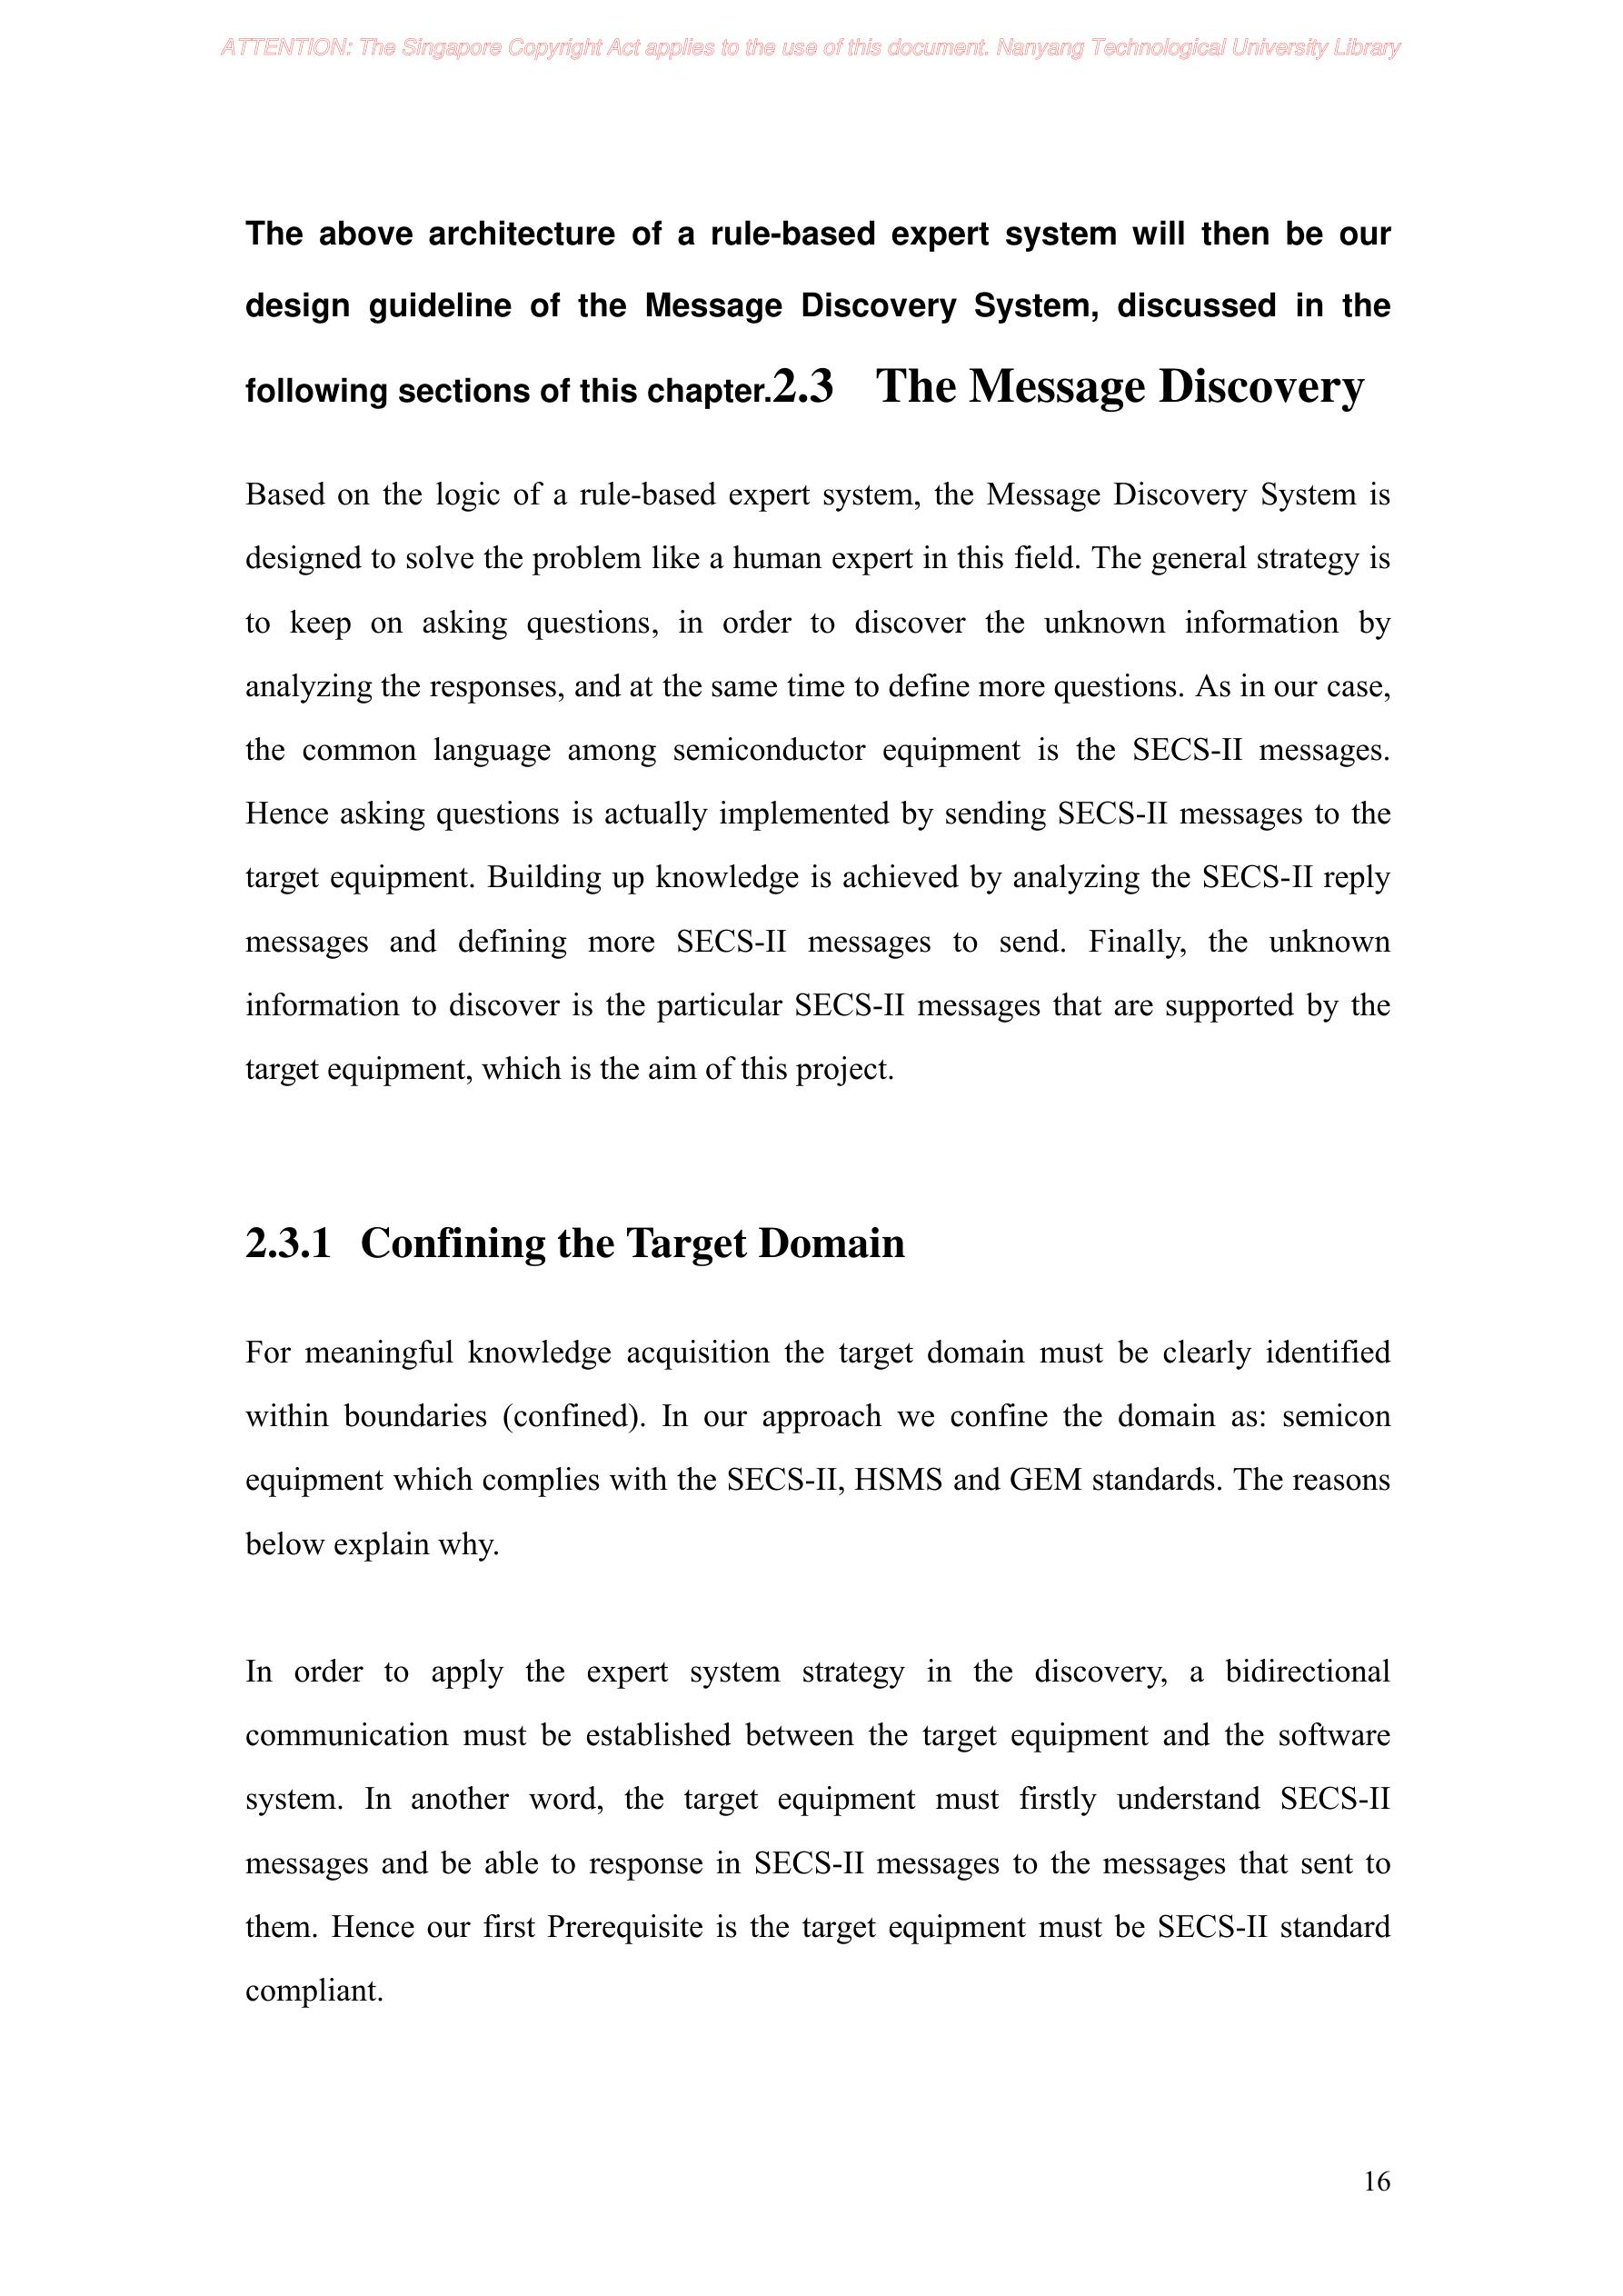 ATTENTION: The Singapore Copyright Act applies to the use of this document. Nanyang Technological University Library
The above architecture of a rule-based expert system will then be our
design guideline of the Message Discovery System, discussed in the
following sections of this chapter.2.3 The Message Discovery
Based on the logic of a rule-based expert system, the Message Discovery System is
designed to solve the problem like a human expert in this field. The general strategy is
to keep on asking questions, in order to discover the unknown information by
analyzing the responses, and at the same time to define more questions. As in our case,
the common language among semiconductor equipment is the SECS-II messages.
Hence asking questions is actually implemented by sending SECS-II messages to the
target equipment. Building up knowledge is achieved by analyzing the SECS-II reply
messages and defining more SECS-II messages to send. Finally, the unknown
information to discover is the particular SECS-II messages that are supported by the
target equipment, which is the aim of this project.
2.3.1 Confining the Target Domain
For meaningful knowledge acquisition the target domain must be clearly identified
within boundaries (confined). In our approach we confine the domain as: semicon
equipment which complies with the SECS-II, HSMS and GEM standards. The reasons
below explain why.
In order to apply the expert system strategy in the discovery, a bidirectional
communication must be established between the target equipment and the software
system. In another word, the target equipment must firstly understand SECS-II
messages and be able to response in SECS-II messages to the messages that sent to
them. Hence our first Prerequisite is the target equipment must be SECS-II standard
compliant.
16